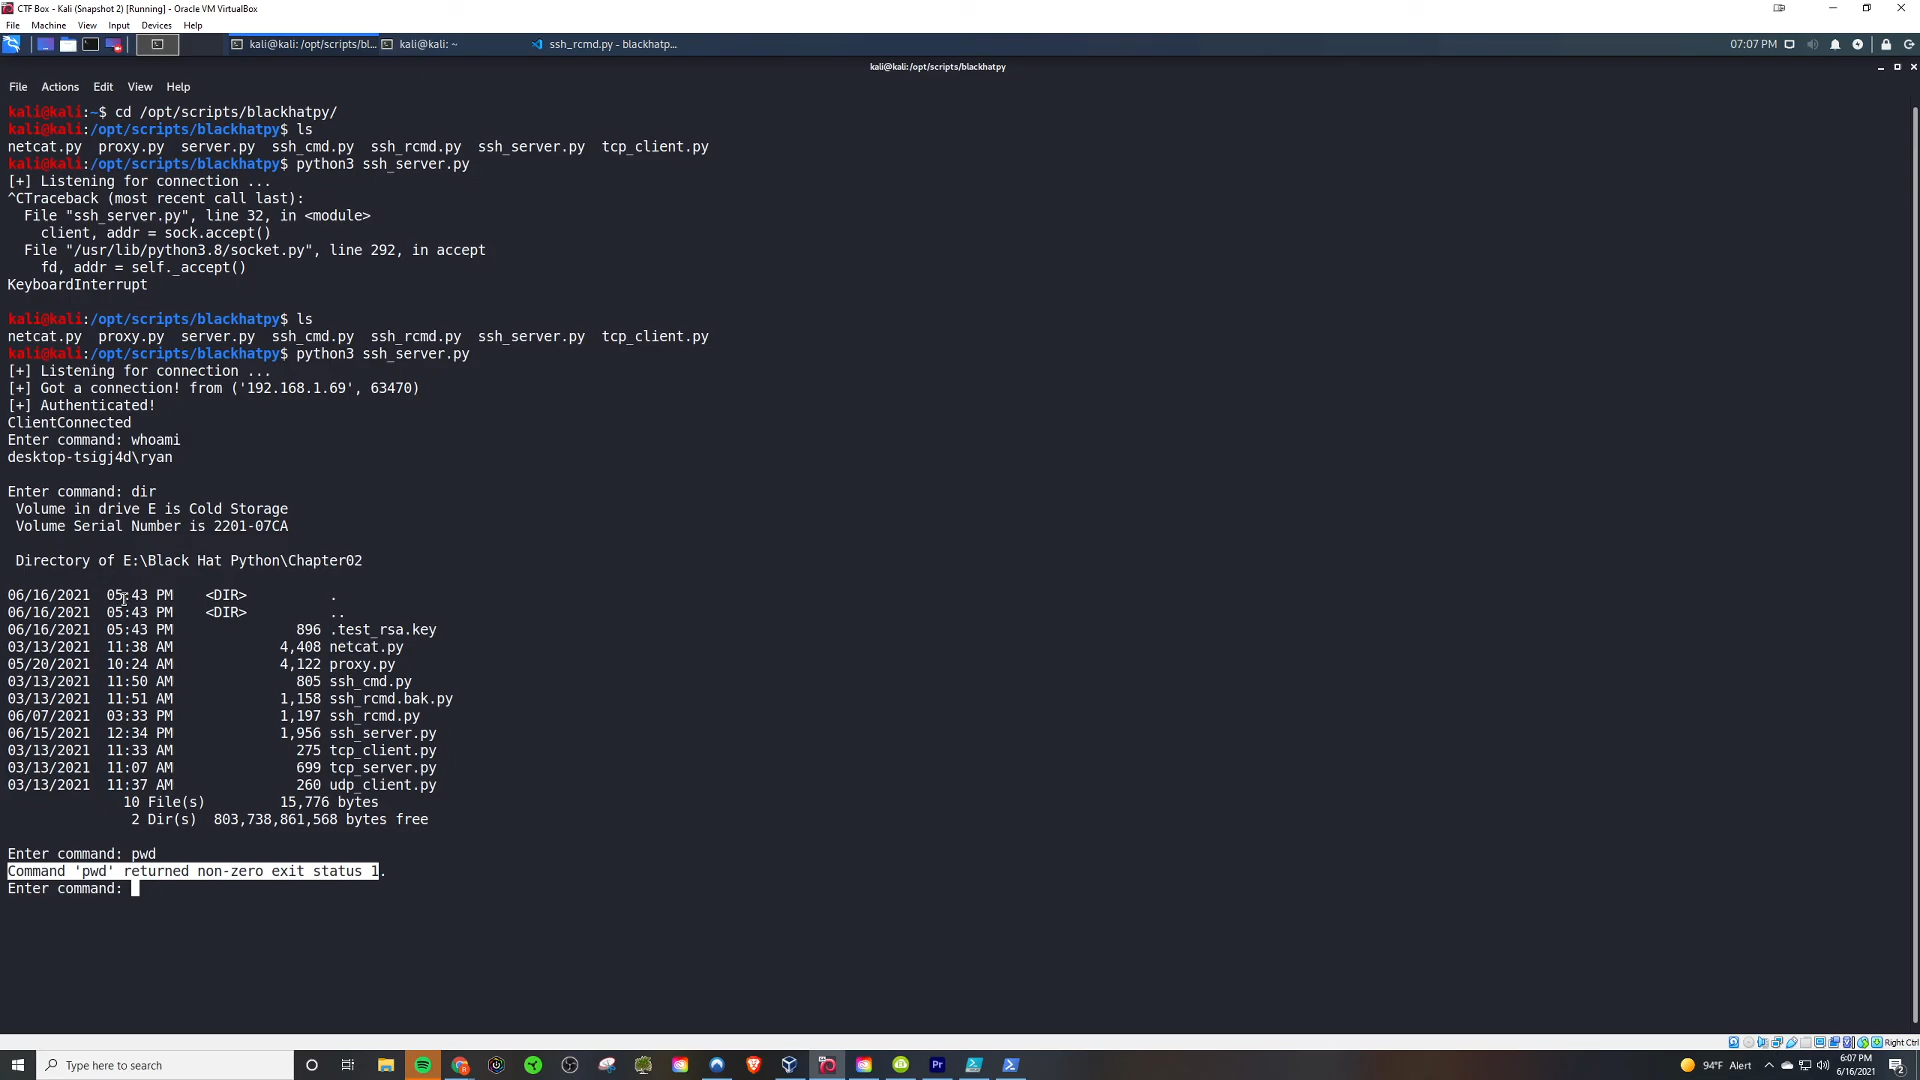 CTF Box - Kali (Snapshot 2) [Running] - Oracle VM VirtualBox
File Machine View Input Devices Help
kali@kali: /opt/scripts/bl... kali@kali: ~ ssh_rcmd.py - blackhatp... 07:07 PM
kali@kali: /opt/scripts/blackhatpy
File Actions Edit View Help
kali@kali:~$ cd /opt/scripts/blackhatpy/
kali@kali:/opt/scripts/blackhatpy$ ls
netcat.py proxy.py server.py ssh_cmd.py ssh_rcmd.py ssh_server.py tcp_client.py
kali@kali:/opt/scripts/blackhatpy$ python3 ssh_server.py
[+] Listening for connection ...
^CTraceback (most recent call last):
File "ssh_server.py", line 32, in <module>
client, addr = sock.accept()
File "/usr/lib/python3.8/socket.py", line 292, in accept
fd, addr = self._accept()
KeyboardInterrupt
kali@kali:/opt/scripts/blackhatpy$ ls
netcat.py proxy.py server.py ssh_cmd.py ssh_rcmd.py ssh_server.py tcp_client.py
kali@kali:/opt/scripts/blackhatpy$ python3 ssh_server.py
[+] Listening for connection ...
[+] Got a connection! from ('192.168.1.69', 63470)
[+] Authenticated!
ClientConnected
Enter command: whoami
desktop-tsigj4d\ryan
Enter command: dir
Volume in drive E is Cold Storage
Volume Serial Number is 2201-07CA
Directory of E:\Black Hat Python\Chapter02
06/16/2021 05:43 PM <DIR> .
06/16/2021 05:43 PM <DIR> ..
06/16/2021 05:43 PM 896 .test_rsa.key
03/13/2021 11:38 AM 4,408 netcat.py
05/20/2021 10:24 AM 4,122 proxy.py
03/13/2021 11:50 AM 805 ssh_cmd.py
03/13/2021 11:51 AM 1,158 ssh_rcmd.bak.py
06/07/2021 03:33 PM 1,197 ssh_rcmd.py
06/15/2021 12:34 PM 1,956 ssh_server.py
03/13/2021 11:33 AM 275 tcp_client.py
03/13/2021 11:07 AM 699 tcp_server.py
03/13/2021 11:37 AM 260 udp_client.py
10 File(s) 15,776 bytes
2 Dir(s) 803,738,861,568 bytes free
Enter command: pwd
Command 'pwd' returned non-zero exit status 1.
Enter command:
Right Ctrl
Type here to search Pr 94°F Alert 6:07 PM
6/16/2021